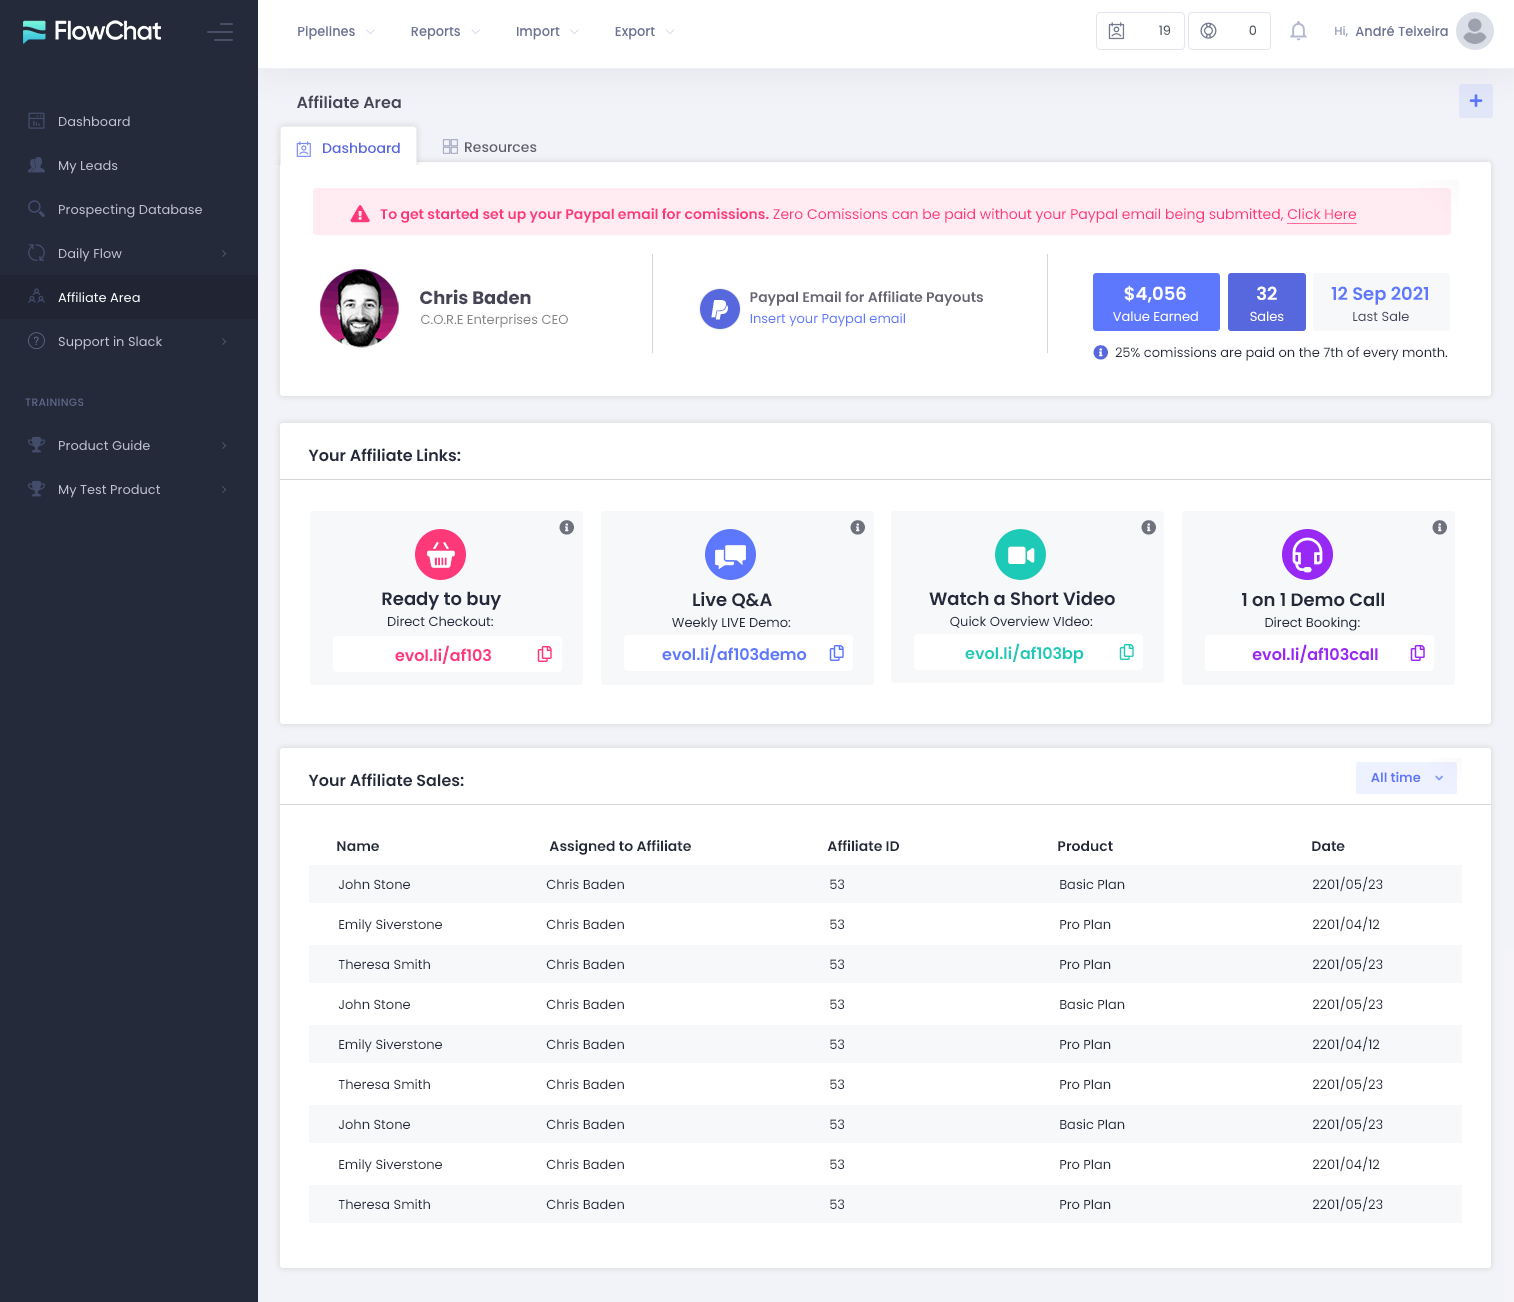 FlowChat
Pipelines
Reports
Import
Export
19
0
Hi, André Teixeira
Dashboard
My Leads
Prospecting Database
Daily Flow
Affiliate Area
Support in Slack
TRAININGS
Product Guide
My Test Product
Affiliate Area
Dashboard
Resources
To get started set up your Paypal email for comissions. Zero Comissions can be paid without your Paypal email being submitted, Click Here
Chris Baden
C.O.R.E Enterprises CEO
Paypal Email for Affiliate Payouts
Insert your Paypal email
$4,056
Value Earned
32
Sales
12 Sep 2021
Last Sale
25% comissions are paid on the 7th of every month.
Your Affiliate Links:
Ready to buy
Direct Checkout:
evol.li/af103
Live Q&A
Weekly LIVE Demo:
evol.li/af103demo
Watch a Short Video
Quick Overview VIdeo:
evol.li/af103bp
1 on 1 Demo Call
Direct Booking:
evol.li/af103call
Your Affiliate Sales:
All time
Name Assigned to Affiliate Affiliate ID Product Date
John Stone Chris Baden 53 Basic Plan 2201/05/23
Emily Siverstone Chris Baden 53 Pro Plan 2201/04/12
Theresa Smith Chris Baden 53 Pro Plan 2201/05/23
John Stone Chris Baden 53 Basic Plan 2201/05/23
Emily Siverstone Chris Baden 53 Pro Plan 2201/04/12
Theresa Smith Chris Baden 53 Pro Plan 2201/05/23
John Stone Chris Baden 53 Basic Plan 2201/05/23
Emily Siverstone Chris Baden 53 Pro Plan 2201/04/12
Theresa Smith Chris Baden 53 Pro Plan 2201/05/23